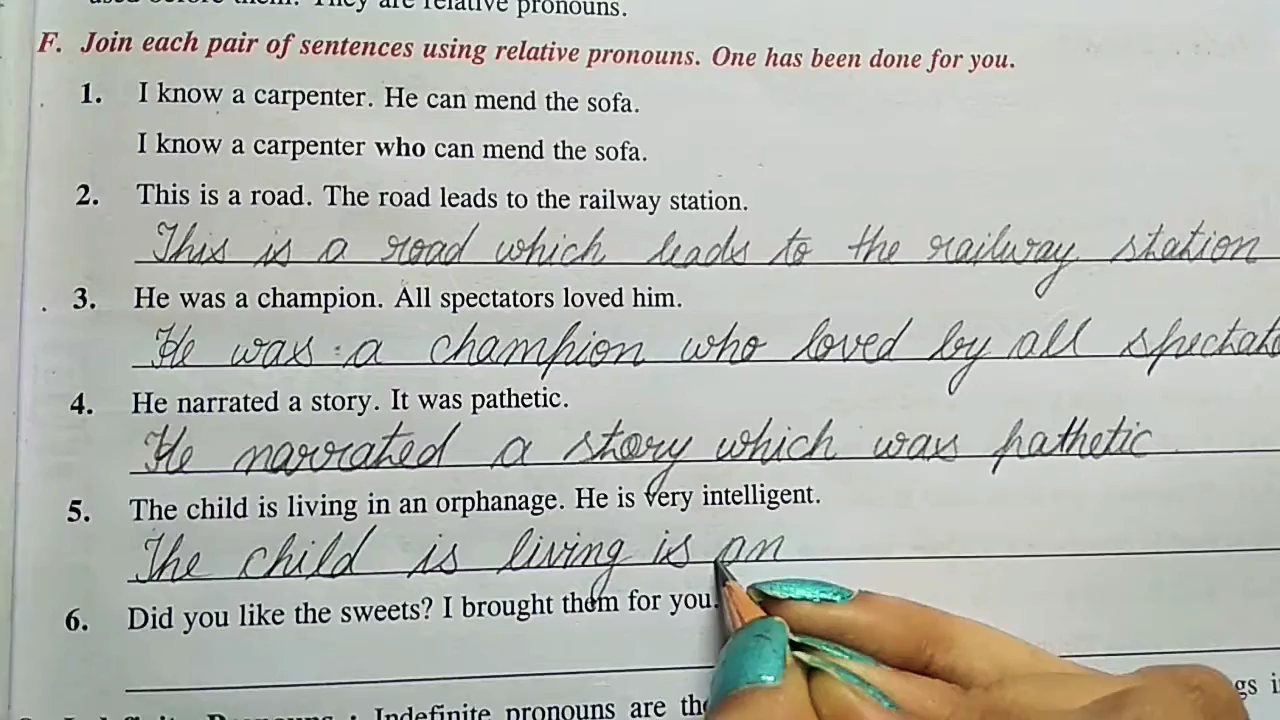 used before them. They are relative pronouns.
F. Join each pair of sentences using relative pronouns. One has been done for you.
1. I know a carpenter. He can mend the sofa.
I know a carpenter who can mend the sofa.
2. This is a road. The road leads to the railway station.
This is a road which leads to the railway station
3. He was a champion. All spectators loved him.
He was a champion who loved by all spectato
4. He narrated a story. It was pathetic.
He narrated a story which was pathetic
5. The child is living in an orphanage. He is very intelligent.
The child is living is an
6. Did you like the sweets? I brought them for you.
Indefinite Pronouns : Indefinite pronouns are the